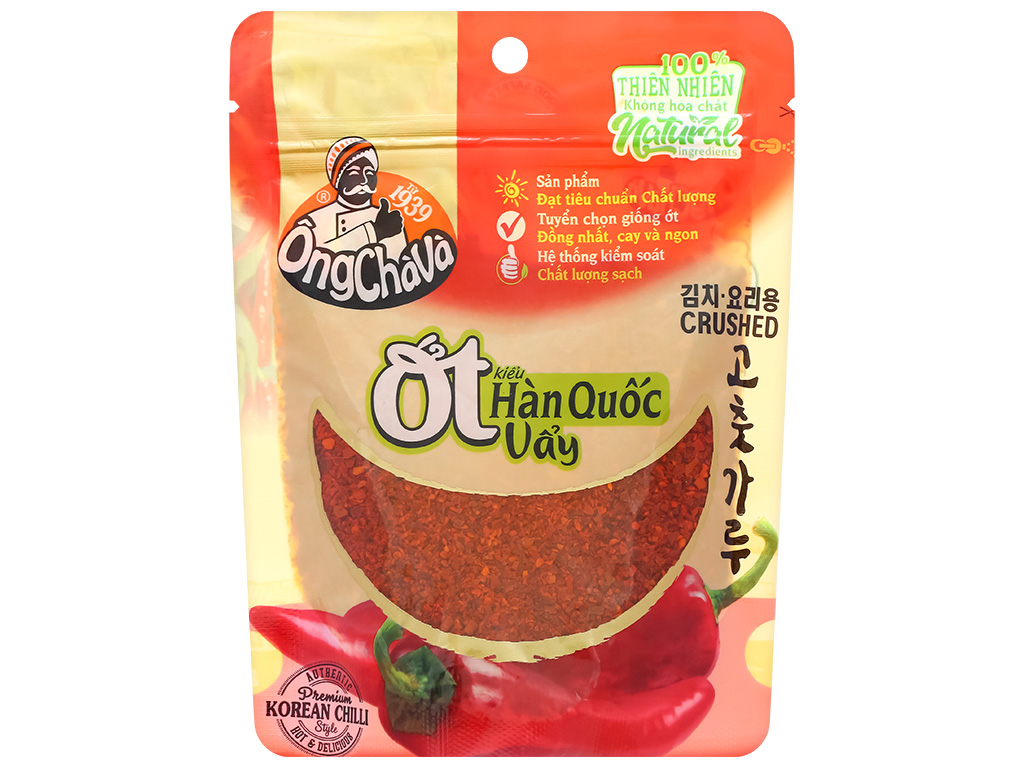 100%
THIÊN NHIÊN
Không hóa chất
Natural
ingredients
®
Từ
1939
ÔngChàVà
Sản phẩm
Đạt tiêu chuẩn Chất lượng
Tuyển chọn giống ớt
Đồng nhất, cay và ngon
Hệ thống kiểm soát
Chất lượng sạch
김치·요리용
CRUSHED
고춧가루
Ớt
kiểu
Hàn Quốc
Vẩy
AUTHENTIC
Premium
KOREAN CHILLI
Style
HOT & DELICIOUS